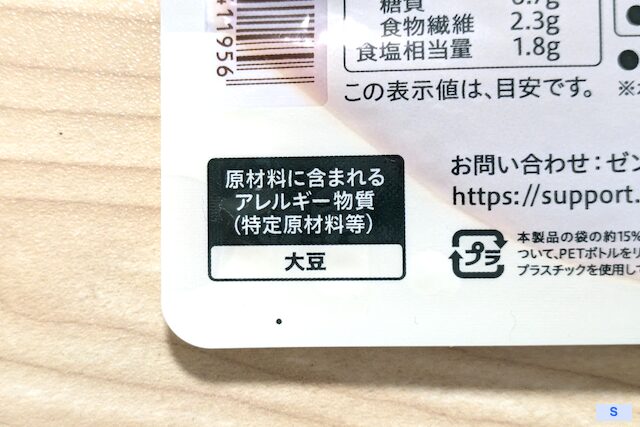 糖質
食物繊維 2.3g
食塩相当量 1.8g
この表示値は、目安です。
11956
原材料に含まれる
アレルギー物質
(特定原材料等)
大豆
お問い合わせ:ゼン
https://support.
プラ
本製品の袋の約15%
ついて、PETボトルをリ
プラスチックを使用して
S